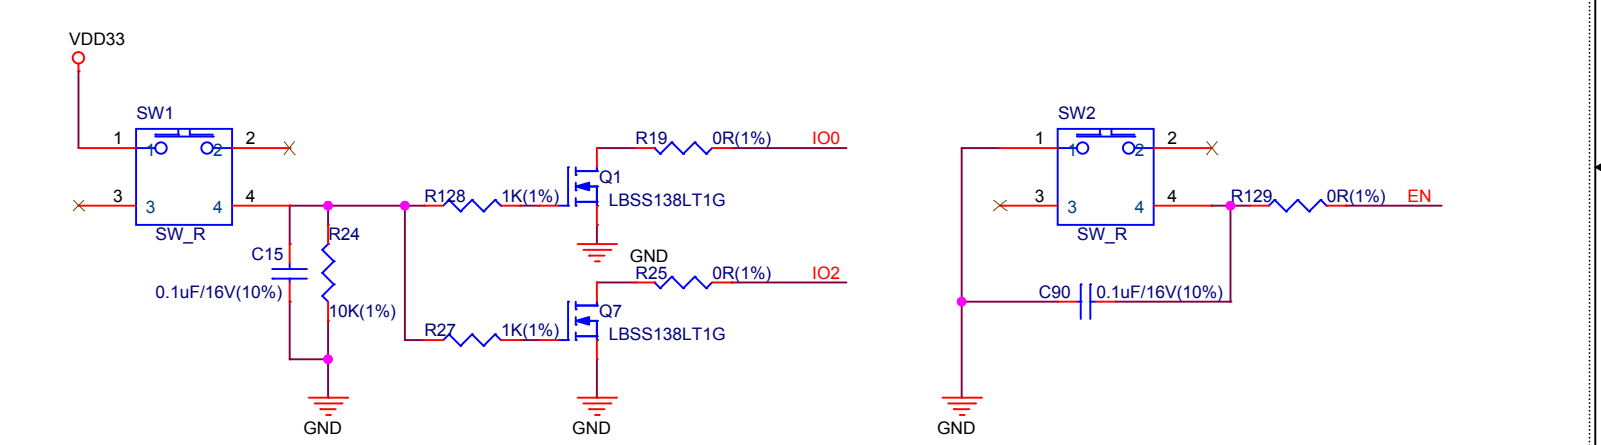 VDD33
SW1
1
2
1
2
3
4
3
4
SW_R
C15
0.1uF/16V(10%)
R24
10K(1%)
GND
R128
1K(1%)
R27
1K(1%)
R19
0R(1%)
IO0
Q1
LBSS138LT1G
GND
R25
0R(1%)
IO2
Q7
LBSS138LT1G
GND
SW2
1
2
1
2
3
4
3
4
SW_R
R129
0R(1%)
EN
C90
0.1uF/16V(10%)
GND